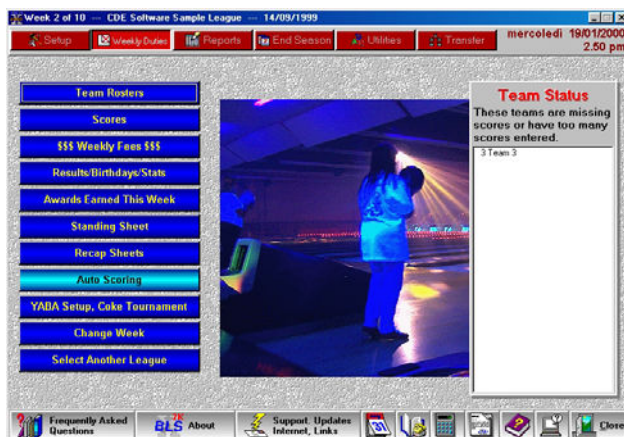 Week 2 of 10 --- CDE Software Sample League --- 14/09/1999
Setup
Weekly Duties
Reports
End Season
Utilities
Transfer
mercoledì 19/01/2000
2.50 pm
Team Rosters
Scores
$$$ Weekly Fees $$$
Results/Birthdays/Stats
Awards Earned This Week
Standing Sheet
Recap Sheets
Auto Scoring
YABA Setup, Coke Tournament
Change Week
Select Another League
Team Status
These teams are missing
scores or have too many
scores entered.
3 Team 3
Frequently Asked
Questions
BLS About
Support, Updates
Internet, Links
31
Close